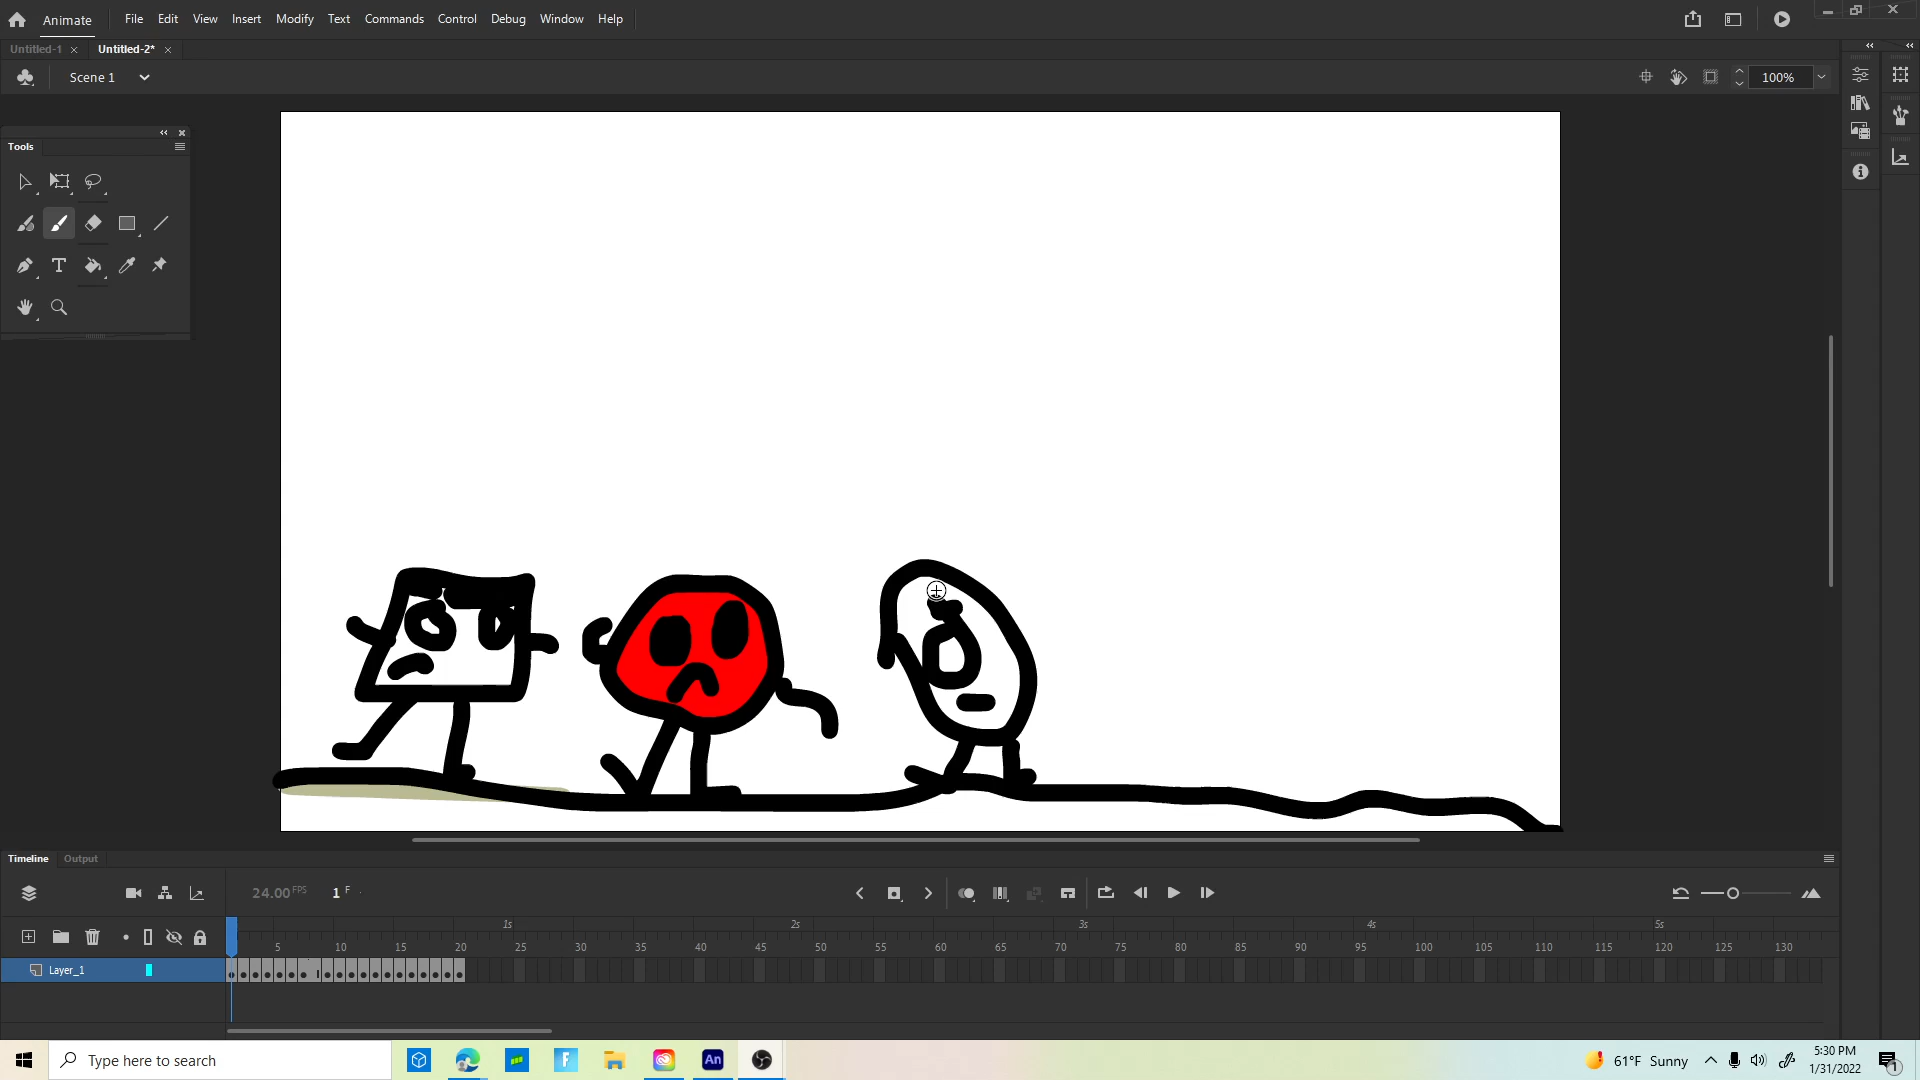 Animate File Edit View Insert Modify Text Commands Control Debug Window Help
Untitled-1 Untitled-2*
Scene 1 100%
Tools
Timeline Output
24.00 FPS 1 F
1s 2s 3s 4s 5s
5 10 15 20 25 30 35 40 45 50 55 60 65 70 75 80 85 90 95 100 105 110 115 120 125 130
Layer_1
Type here to search An 61°F Sunny 5:30 PM
1/31/2022
1